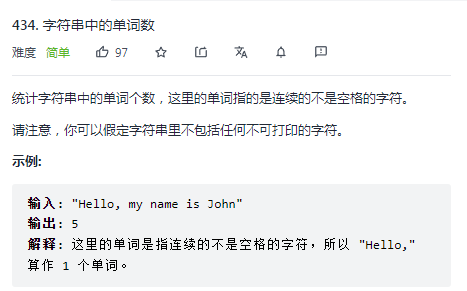 434. 字符串中的单词数
难度 简单 97
统计字符串中的单词个数，这里的单词指的是连续的不是空格的字符。
请注意，你可以假定字符串里不包括任何不可打印的字符。
示例:
输入: "Hello, my name is John"
输出: 5
解释: 这里的单词是指连续的不是空格的字符，所以 "Hello,"
算作 1 个单词。